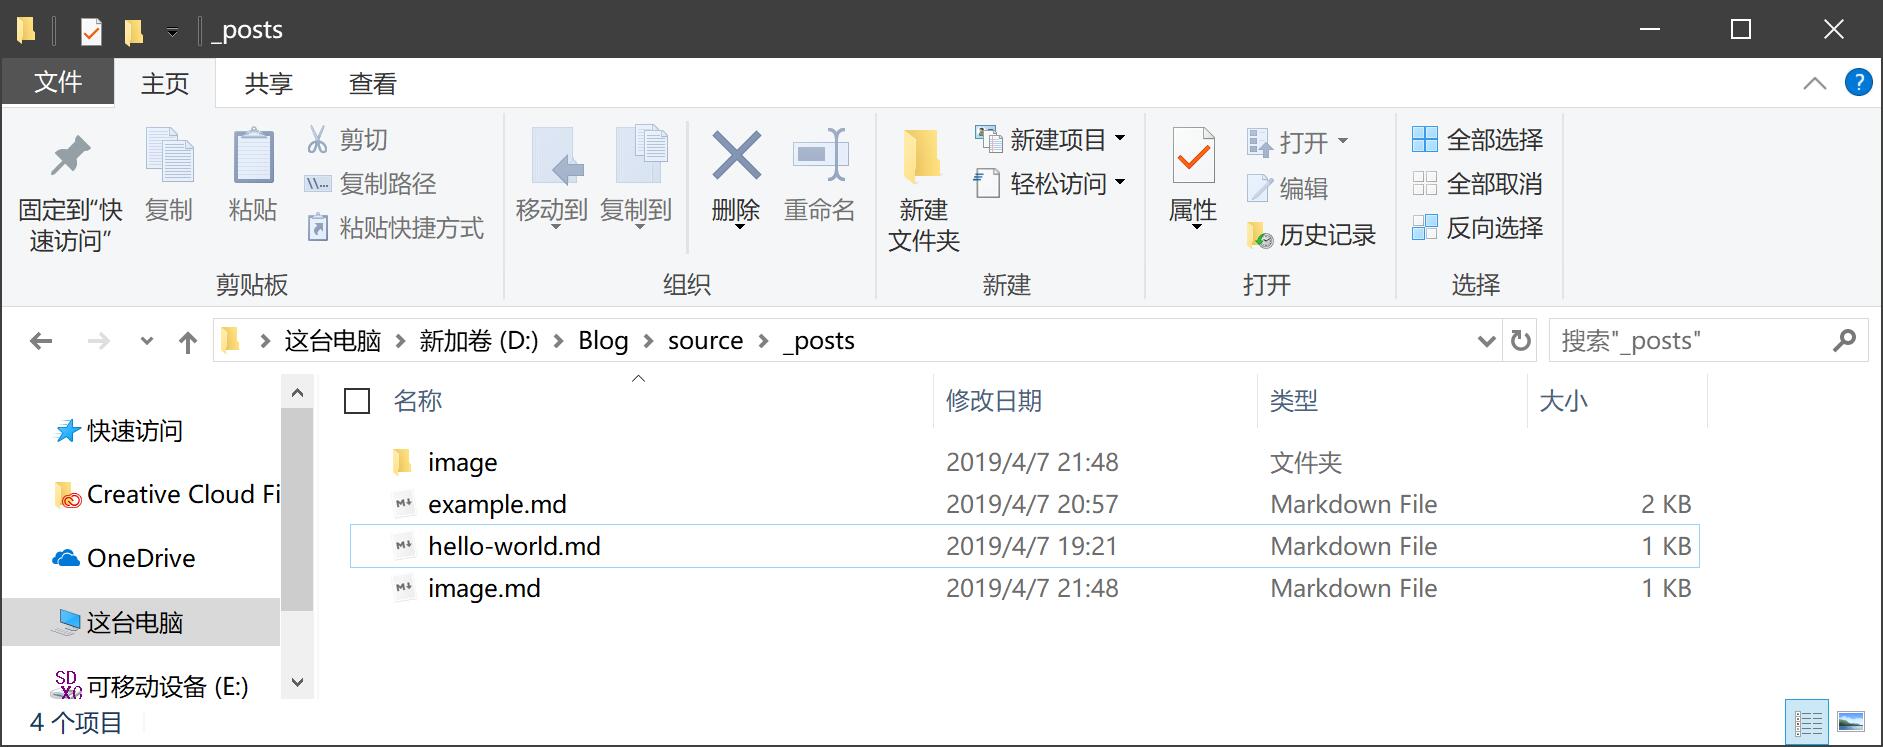 _posts
文件 主页 共享 查看
固定到“快速访问” 复制 粘贴 剪切 复制路径 粘贴快捷方式
移动到 复制到 删除 重命名
新建文件夹 新建项目 轻松访问
属性 打开 编辑 历史记录
全部选择 全部取消 反向选择
剪贴板 组织 新建 打开 选择
这台电脑 新加卷 (D:) Blog source _posts 搜索"_posts"
名称 修改日期 类型 大小
快速访问
Creative Cloud Fi
OneDrive
这台电脑
SD XC 可移动设备 (E:)
image 2019/4/7 21:48 文件夹
example.md 2019/4/7 20:57 Markdown File 2 KB
hello-world.md 2019/4/7 19:21 Markdown File 1 KB
image.md 2019/4/7 21:48 Markdown File 1 KB
4 个项目